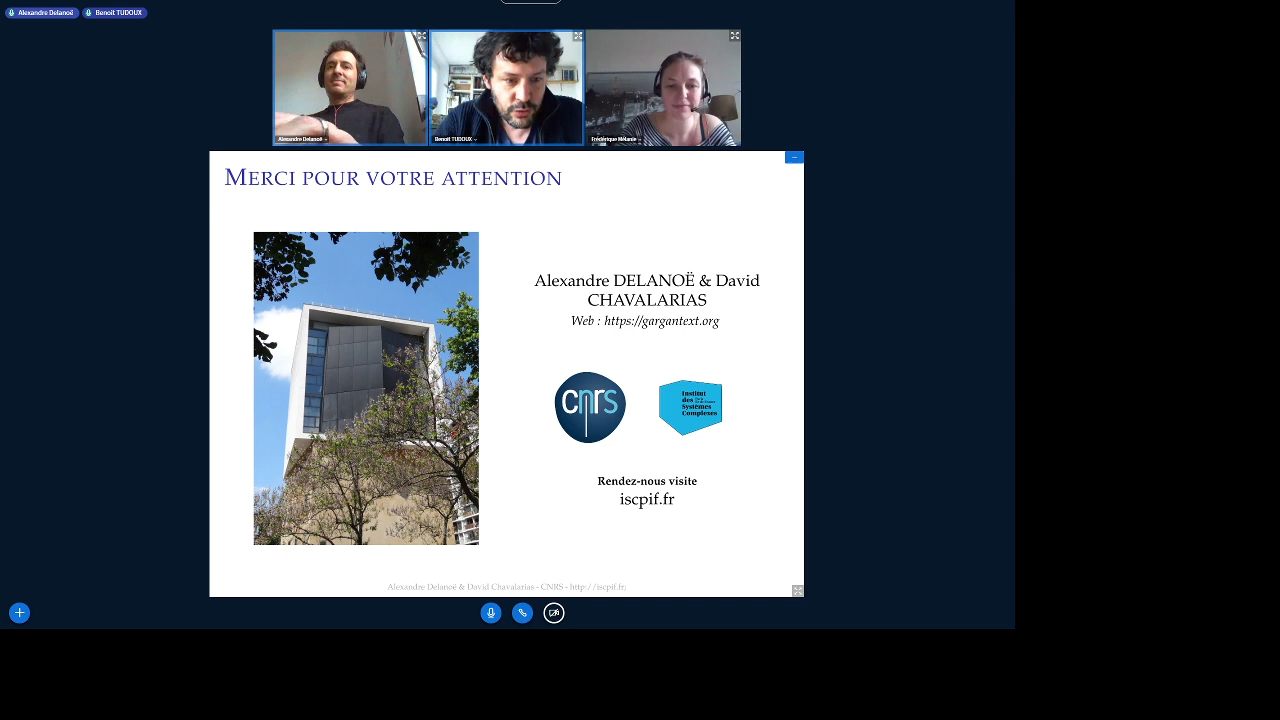 Alexandre Delanoë
Benoit TUDOUX
Alexandre Delanoë
Benoit TUDOUX
Frédérique Mélanie
MERCI POUR VOTRE ATTENTION
Alexandre DELANOË & David
CHAVALARIAS
Web : https://gargantext.org
cnrs
Institut
des
Systèmes
Complexes
Rendez-nous visite
iscpif.fr
Alexandre Delanoë & David Chavalarias - CNRS - http://iscpif.fr/